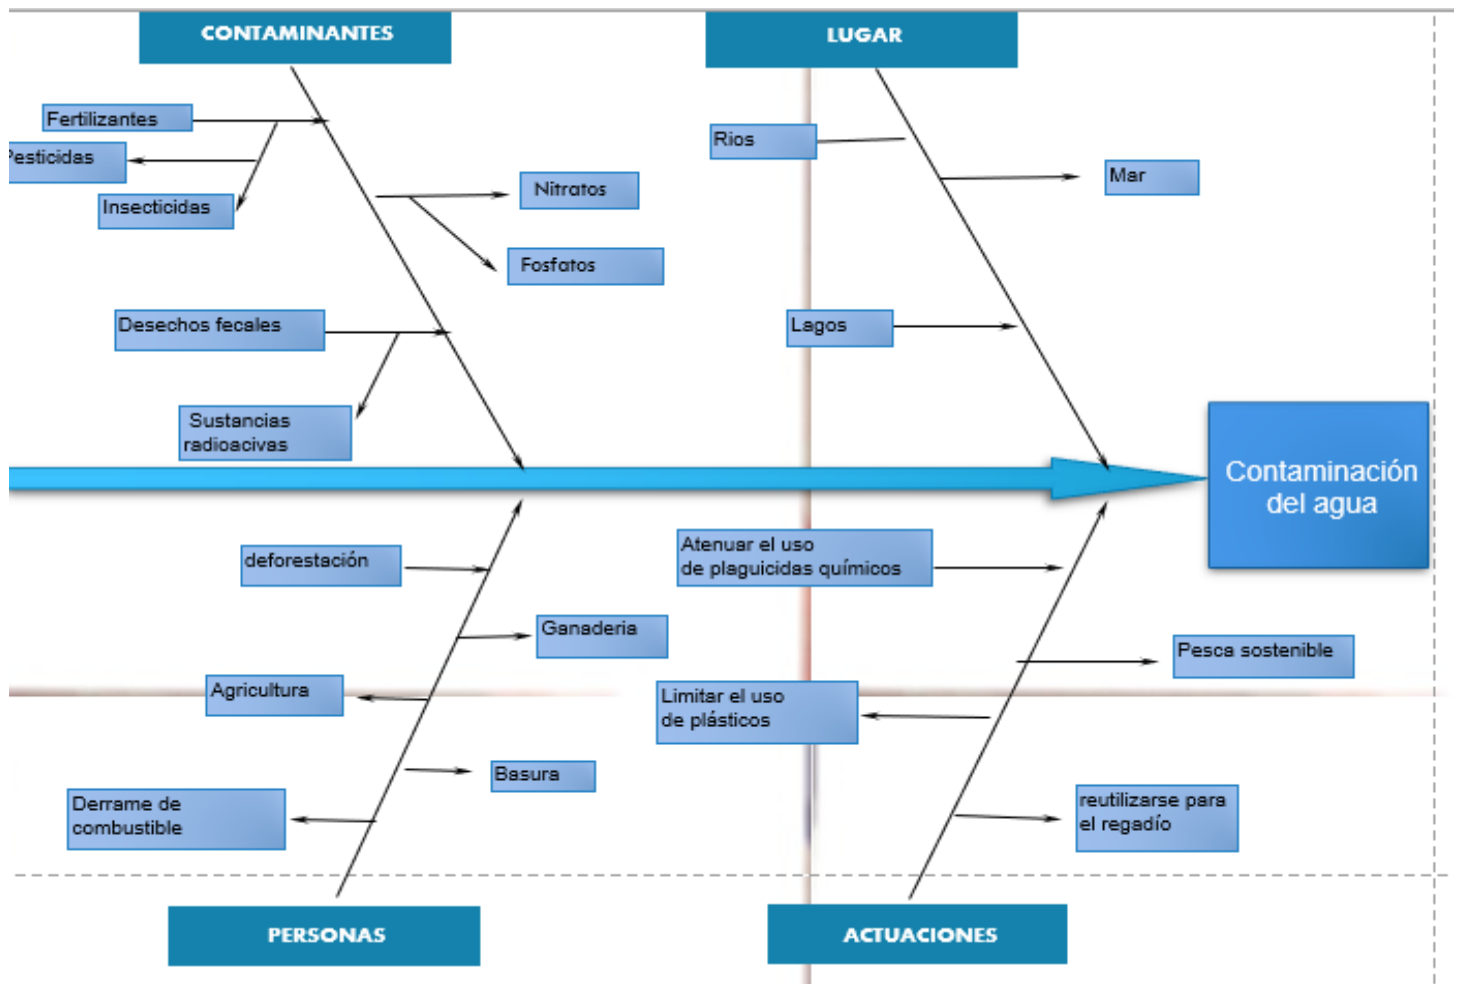 CONTAMINANTES
LUGAR
Fertilizantes
Pesticidas
Insecticidas
Nitratos
Fosfatos
Desechos fecales
Sustancias
radioacivas
Rios
Mar
Lagos
Contaminación
del agua
deforestación
Ganaderia
Agricultura
Basura
Derrame de
combustible
Atenuar el uso
de plaguicidas químicos
Pesca sostenible
Limitar el uso
de plásticos
reutilizarse para
el regadío
PERSONAS
ACTUACIONES